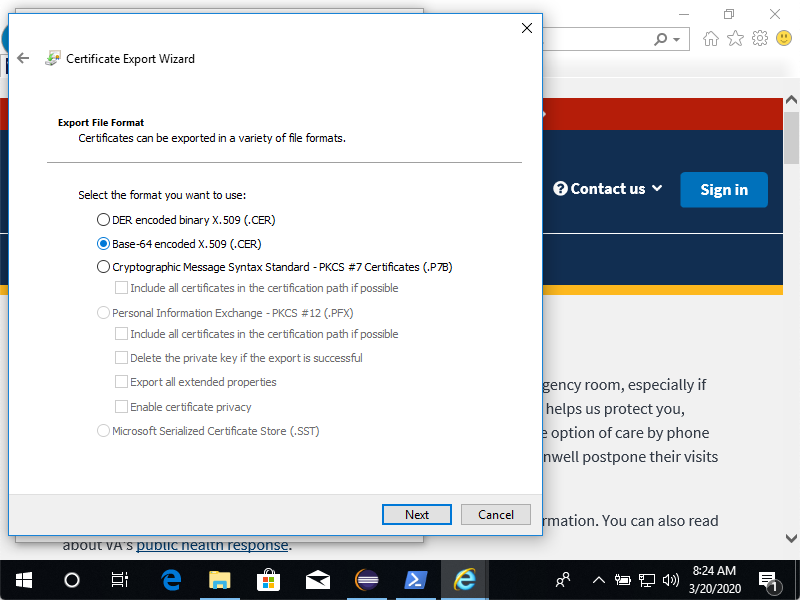 Certificate Export Wizard
Export File Format
Certificates can be exported in a variety of file formats.
Select the format you want to use:
DER encoded binary X.509 (.CER)
Base-64 encoded X.509 (.CER)
Cryptographic Message Syntax Standard - PKCS #7 Certificates (.P7B)
Include all certificates in the certification path if possible
Personal Information Exchange - PKCS #12 (.PFX)
Include all certificates in the certification path if possible
Delete the private key if the export is successful
Export all extended properties
Enable certificate privacy
Microsoft Serialized Certificate Store (.SST)
Next
Cancel
Contact us
Sign in
gency room, especially if
helps us protect you,
e option of care by phone
nwell postpone their visits
rmation. You can also read
about VA's public health response.
8:24 AM
3/20/2020
1